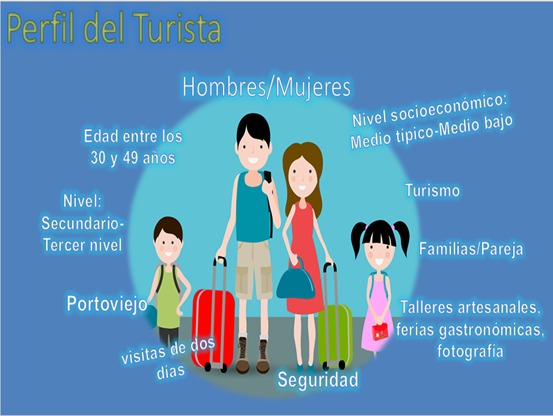 Perfil del Turista
Hombres/Mujeres
Nivel socioeconómico:
Medio típico-Medio bajo
Edad entre los
30 y 49 años
Turismo
Nivel:
Secundario-
Tercer nivel
Familias/Pareja
Portoviejo
Talleres artesanales,
ferias gastronómicas,
fotografía
visitas de dos
dias
Seguridad